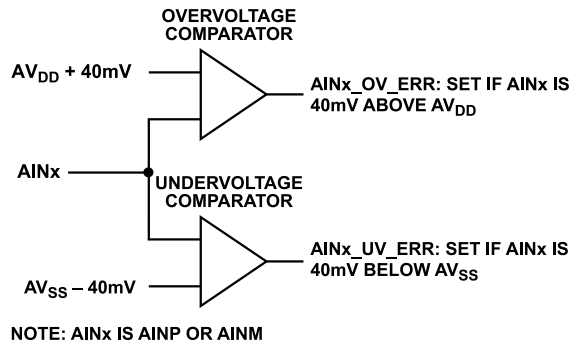 OVERVOLTAGE
COMPARATOR
AVDD + 40mV
AINx_OV_ERR: SET IF AINx IS
40mV ABOVE AVDD
AINx
UNDERVOLTAGE
COMPARATOR
AINx_UV_ERR: SET IF AINx IS
40mV BELOW AVSS
AVSS – 40mV
NOTE: AINx IS AINP OR AINM